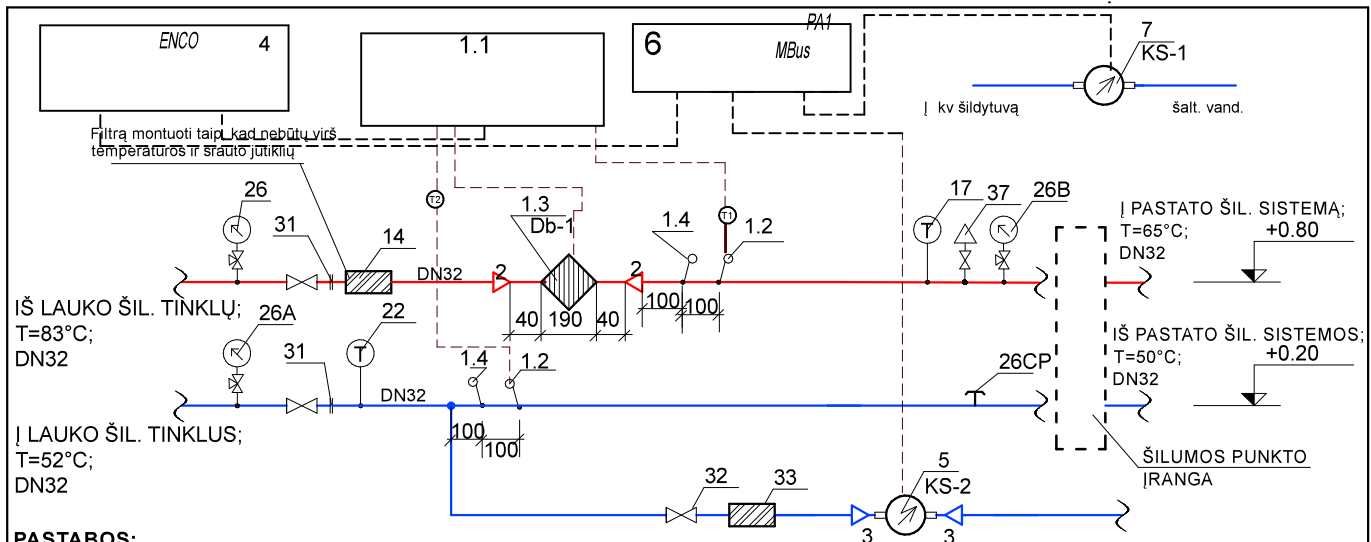 ENCO 4
1.1
6
PA1
MBus
7
KS-1
Į kv šildytuvą
šalt. vand.
Filtrą montuoti taip, kad nebūtų virš
temperatūros ir srauto jutiklių
26
31
14
T2
1.3
Db-1
1.4
T1
1.2
17
37
26B
T
DN32
2
2
Į PASTATO ŠIL. SISTEMĄ;
T=65°C;
DN32
+0.80
100
100
40
190
40
IŠ LAUKO ŠIL. TINKLŲ;
T=83°C;
DN32
26A
31
22
T
DN32
1.4
1.2
26CP
IŠ PASTATO ŠIL. SISTEMOS;
T=50°C;
DN32
+0.20
100
100
Į LAUKO ŠIL. TINKLUS;
T=52°C;
DN32
32
33
5
KS-2
3
3
ŠILUMOS PUNKTO
ĮRANGA
PASTABOS: